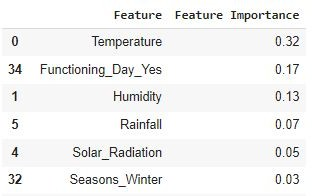 Feature Feature Importance
0 Temperature 0.32
34 Functioning_Day_Yes 0.17
1 Humidity 0.13
5 Rainfall 0.07
4 Solar_Radiation 0.05
32 Seasons_Winter 0.03